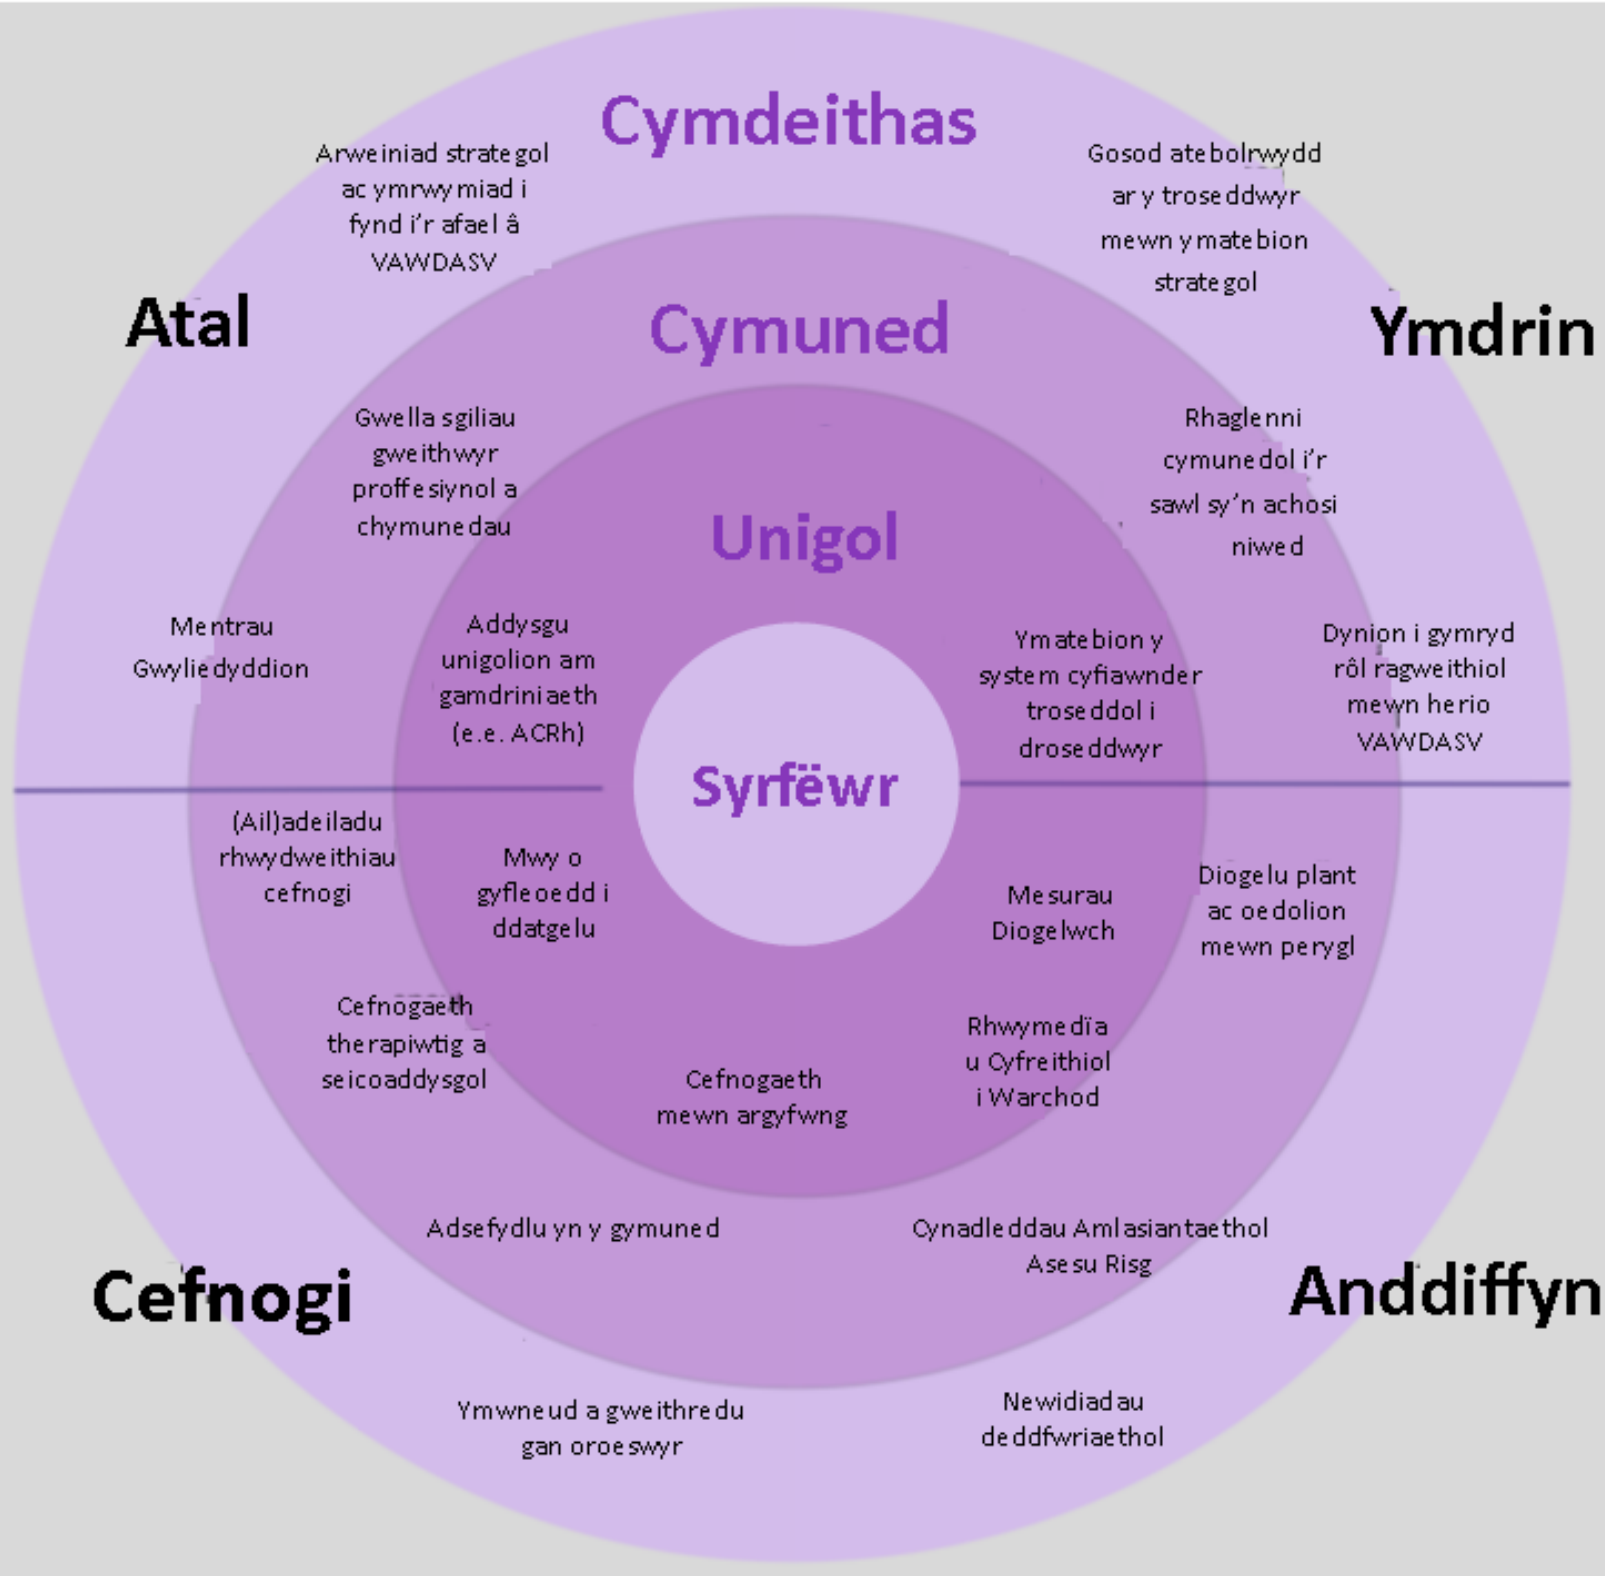 Cymdeithas
Arweiniad strategol
ac ymrwymiad i
fynd i'r afael â
VAWDASV
Gosod atebolrwydd
ar y troseddwyr
mewn ymatebion
strategol
Atal
Cymuned
Ymdrin
Gwella sgiliau
gweithwyr
proffesiynol a
chymunedau
Rhaglenni
cymunedol i'r
sawl sy'n achosi
niwed
Unigol
Mentrau
Gwyliedyddion
Addysgu
unigolion am
gamdriniaeth
(e.e. ACRh)
Ymatebion y
system cyfiawnder
troseddol i
droseddwyr
Dynion i gymryd
rôl ragweithiol
mewn herio
VAWDASV
Syrfëwr
(Ail)adeiladu
rhwydweithiau
cefnogi
Mwy o
gyfleoedd i
ddatgelu
Mesurau
Diogelwch
Diogelu plant
ac oedolion
mewn perygl
Cefnogaeth
therapiwtig a
seicoaddysgol
Cefnogaeth
mewn argyfwng
Rhwymedïa
u Cyfreithiol
i Warchod
Adsefydlu yn y gymuned
Cynadleddau Amlasiantaethol
Asesu Risg
Cefnogi
Anddiffyn
Ymwneud a gweithredu
gan oroeswyr
Newidiadau
deddfwriaethol